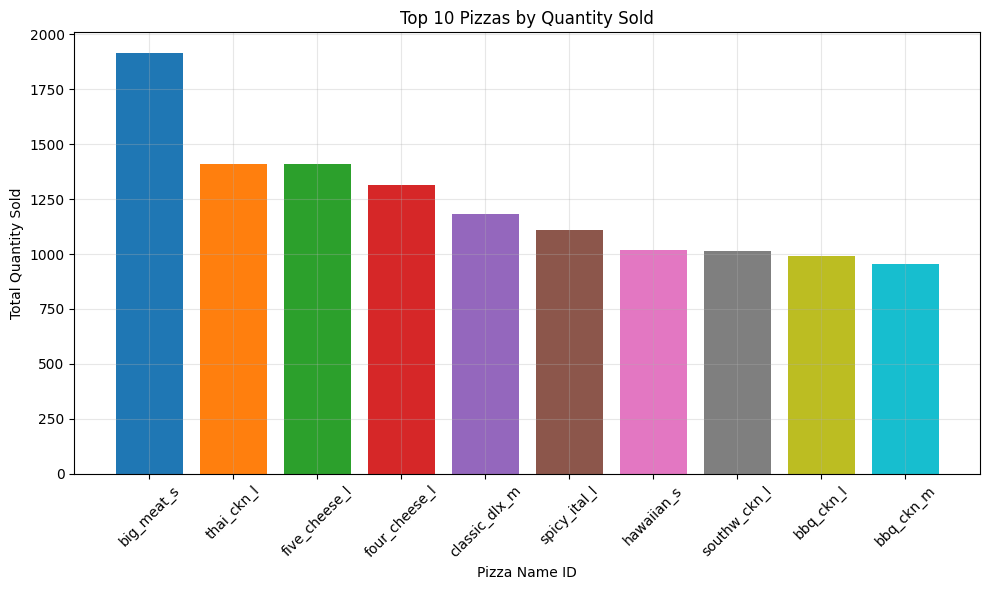 Top 10 Pizzas by Quantity Sold
Total Quantity Sold
2000
1750
1500
1250
1000
750
500
250
0
big_meat_s
thai_ckn_l
five_cheese_l
four_cheese_l
classic_dlx_m
spicy_ital_l
hawaiian_s
southw_ckn_l
bbq_ckn_l
bbq_ckn_m
Pizza Name ID